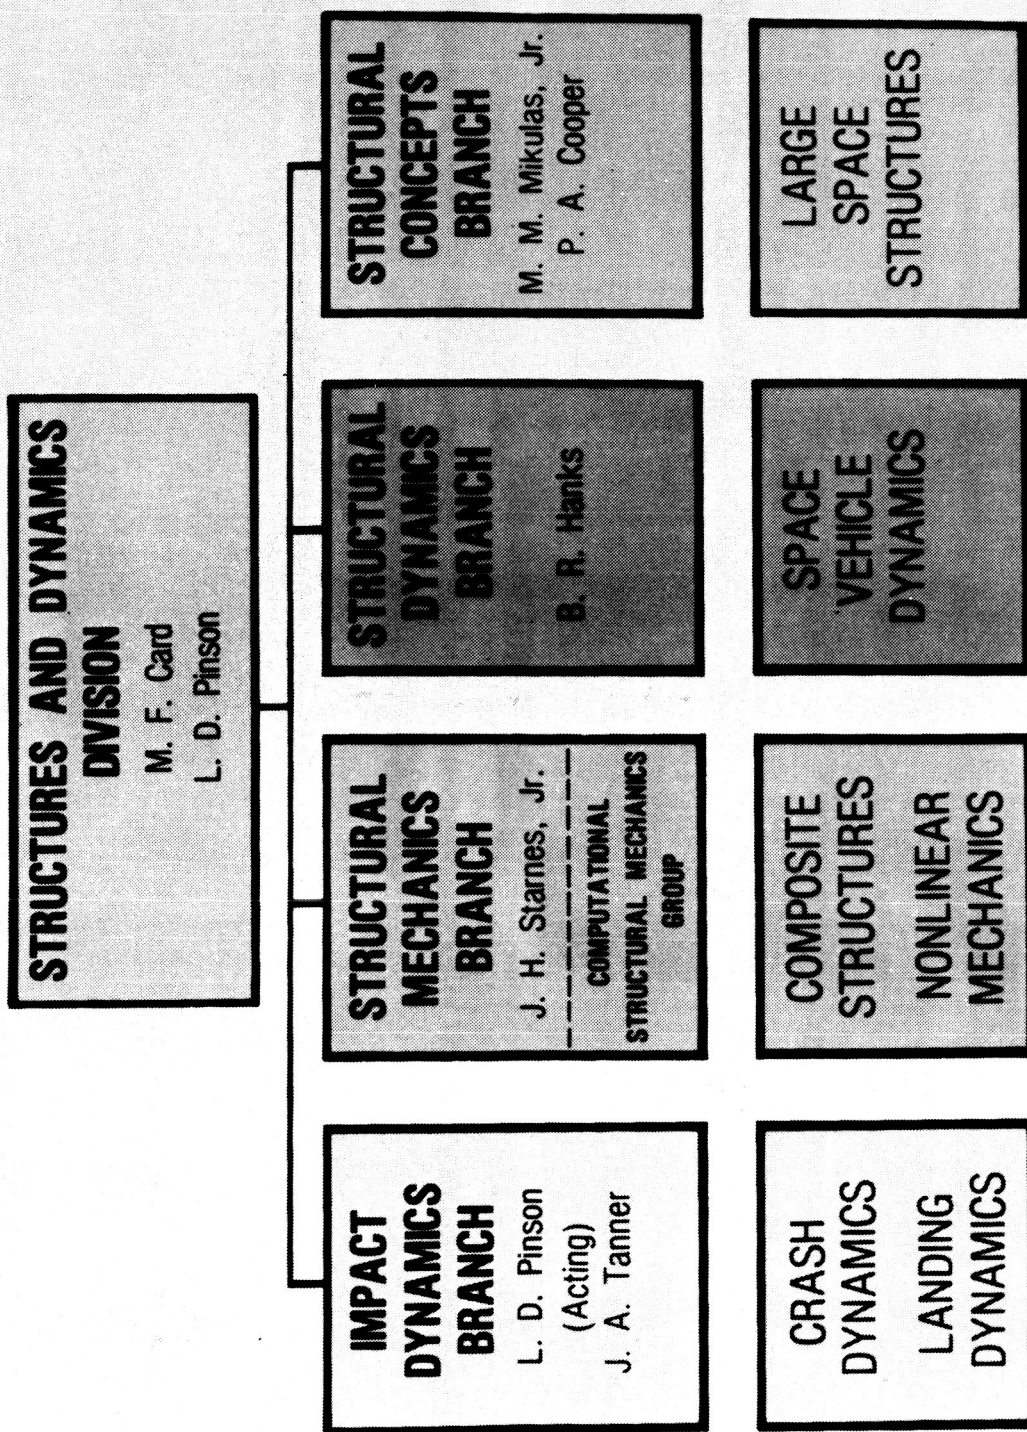 STRUCTURES AND DYNAMICS
DIVISION
M. F. Card
L. D. Pinson
IMPACT
DYNAMICS
BRANCH
L. D. Pinson
(Acting)
J. A. Tanner
STRUCTURAL
MECHANICS
BRANCH
J. H. Starnes, Jr.
COMPUTATIONAL
STRUCTURAL MECHANICS
GROUP
STRUCTURAL
DYNAMICS
BRANCH
B. R. Hanks
STRUCTURAL
CONCEPTS
BRANCH
M. M. Mikulas, Jr.
P. A. Cooper
CRASH
DYNAMICS
LANDING
DYNAMICS
COMPOSITE
STRUCTURES
NONLINEAR
MECHANICS
SPACE
VEHICLE
DYNAMICS
LARGE
SPACE
STRUCTURES